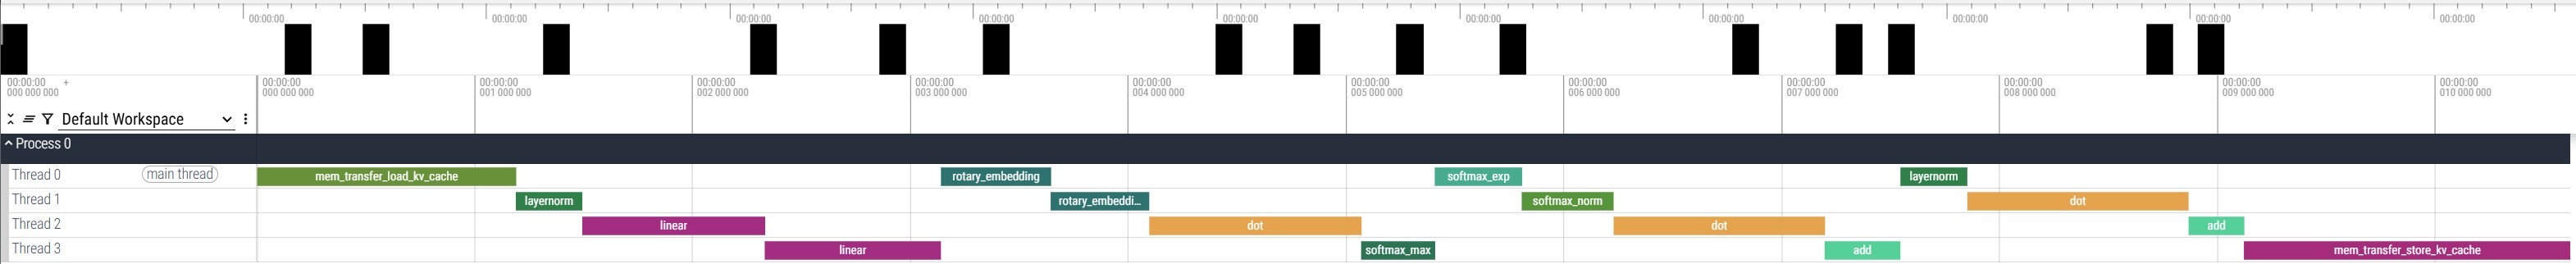 00:00:00 00:00:00 00:00:00 00:00:00 00:00:00 00:00:00 00:00:00 00:00:00 00:00:00 00:00:00
00:00:00 + 00:00:00 00:00:00 00:00:00 00:00:00 00:00:00 00:00:00 00:00:00 00:00:00 00:00:00 00:00:00 00:00:00
000 000 000 000 000 000 001 000 000 002 000 000 003 000 000 004 000 000 005 000 000 006 000 000 007 000 000 008 000 000 009 000 000 010 000 000
Default Workspace
Process 0
Thread 0 main thread mem_transfer_load_kv_cache rotary_embedding softmax_exp layernorm
Thread 1 layernorm rotary_embeddi... softmax_norm dot
Thread 2 linear dot dot add
Thread 3 linear softmax_max add mem_transfer_store_kv_cache